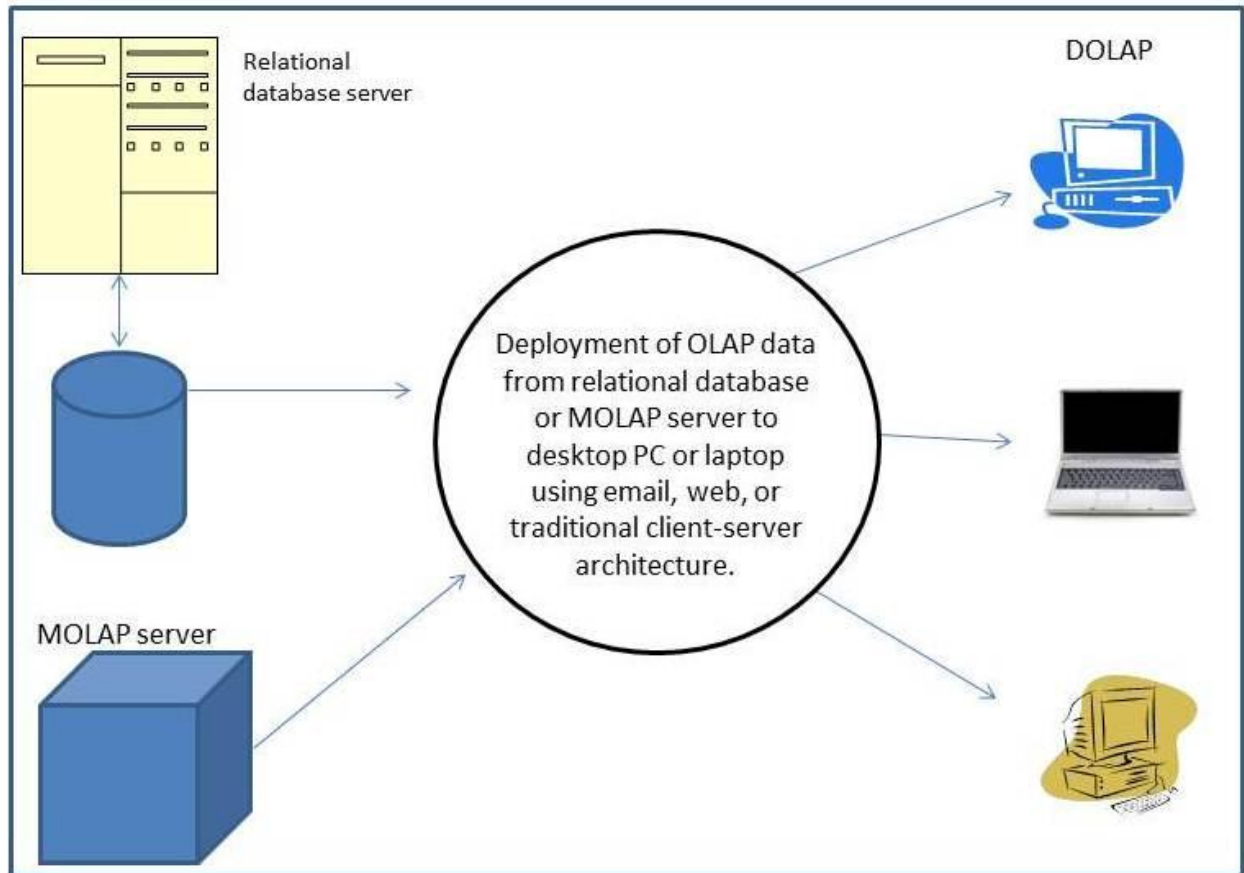 Relational
database server
DOLAP
Deployment of OLAP data
from relational database
or MOLAP server to
desktop PC or laptop
using email, web, or
traditional client-server
architecture.
MOLAP server